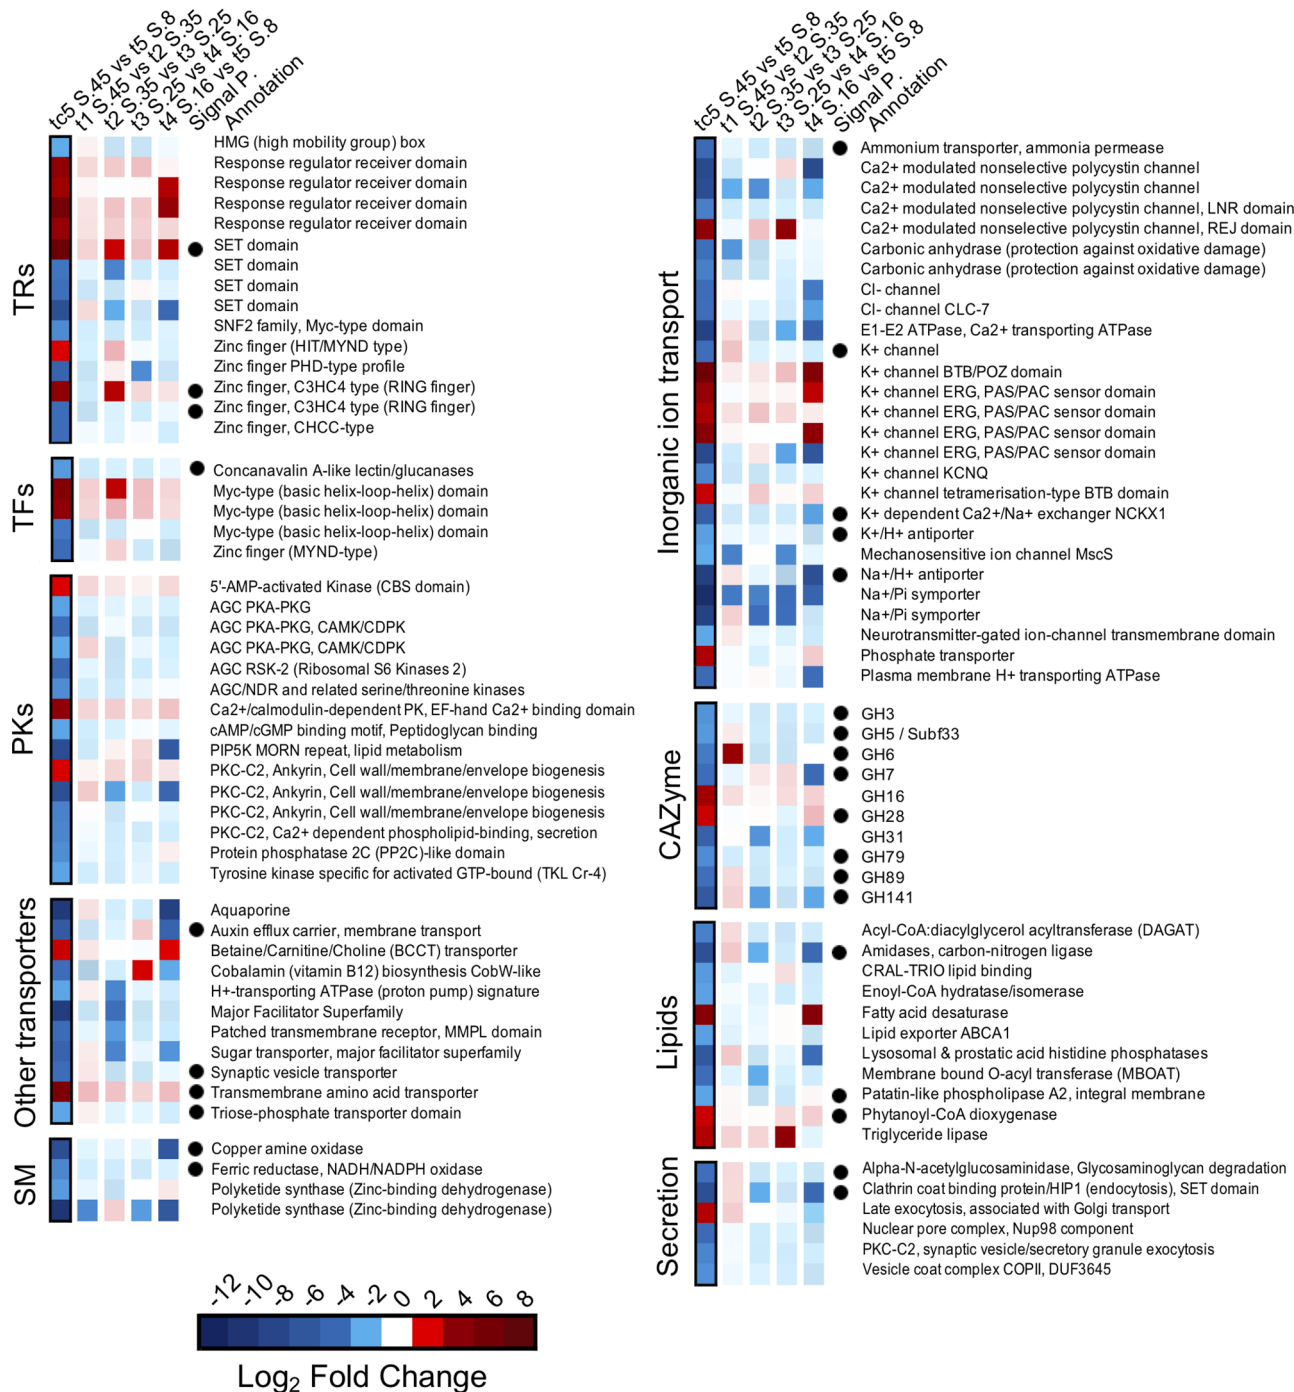 tc5 S.45 vs t5 S.8
t1 S.45 vs t2 S.35
t2 S.35 vs t3 S.25
t3 S.25 vs t4 S.16
t4 S.16 vs t5 S.8
Signal P.
Annotation
TRs
HMG (high mobility group) box
Response regulator receiver domain
Response regulator receiver domain
Response regulator receiver domain
Response regulator receiver domain
SET domain
SET domain
SET domain
SET domain
SNF2 family, Myc-type domain
Zinc finger (HIT/MYND type)
Zinc finger PHD-type profile
Zinc finger, C3HC4 type (RING finger)
Zinc finger, C3HC4 type (RING finger)
Zinc finger, CHCC-type
TFs
Concanavalin A-like lectin/glucanases
Myc-type (basic helix-loop-helix) domain
Myc-type (basic helix-loop-helix) domain
Myc-type (basic helix-loop-helix) domain
Zinc finger (MYND-type)
PKs
5'-AMP-activated Kinase (CBS domain)
AGC PKA-PKG
AGC PKA-PKG, CAMK/CDPK
AGC PKA-PKG, CAMK/CDPK
AGC RSK-2 (Ribosomal S6 Kinases 2)
AGC/NDR and related serine/threonine kinases
Ca2+/calmodulin-dependent PK, EF-hand Ca2+ binding domain
cAMP/cGMP binding motif, Peptidoglycan binding
PIP5K MORN repeat, lipid metabolism
PKC-C2, Ankyrin, Cell wall/membrane/envelope biogenesis
PKC-C2, Ankyrin, Cell wall/membrane/envelope biogenesis
PKC-C2, Ankyrin, Cell wall/membrane/envelope biogenesis
PKC-C2, Ca2+ dependent phospholipid-binding, secretion
Protein phosphatase 2C (PP2C)-like domain
Tyrosine kinase specific for activated GTP-bound (TKL Cr-4)
Other transporters
Aquaporine
Auxin efflux carrier, membrane transport
Betaine/Carnitine/Choline (BCCT) transporter
Cobalamin (vitamin B12) biosynthesis CobW-like
H+-transporting ATPase (proton pump) signature
Major Facilitator Superfamily
Patched transmembrane receptor, MMPL domain
Sugar transporter, major facilitator superfamily
Synaptic vesicle transporter
Transmembrane amino acid transporter
Triose-phosphate transporter domain
SM
Copper amine oxidase
Ferric reductase, NADH/NADPH oxidase
Polyketide synthase (Zinc-binding dehydrogenase)
Polyketide synthase (Zinc-binding dehydrogenase)
-12 -10 -8 -6 -4 -2 0 2 4 6 8
Log2 Fold Change
tc5 S.45 vs t5 S.8
t1 S.45 vs t2 S.35
t2 S.35 vs t3 S.25
t3 S.25 vs t4 S.16
t4 S.16 vs t5 S.8
Signal P.
Annotation
Inorganic ion transport
Ammonium transporter, ammonia permease
Ca2+ modulated nonselective polycystin channel
Ca2+ modulated nonselective polycystin channel
Ca2+ modulated nonselective polycystin channel, LNR domain
Ca2+ modulated nonselective polycystin channel, REJ domain
Carbonic anhydrase (protection against oxidative damage)
Carbonic anhydrase (protection against oxidative damage)
Cl- channel
Cl- channel CLC-7
E1-E2 ATPase, Ca2+ transporting ATPase
K+ channel
K+ channel BTB/POZ domain
K+ channel ERG, PAS/PAC sensor domain
K+ channel ERG, PAS/PAC sensor domain
K+ channel ERG, PAS/PAC sensor domain
K+ channel ERG, PAS/PAC sensor domain
K+ channel KCNQ
K+ channel tetramerisation-type BTB domain
K+ dependent Ca2+/Na+ exchanger NCKX1
K+/H+ antiporter
Mechanosensitive ion channel MscS
Na+/H+ antiporter
Na+/Pi symporter
Na+/Pi symporter
Neurotransmitter-gated ion-channel transmembrane domain
Phosphate transporter
Plasma membrane H+ transporting ATPase
CAZyme
GH3
GH5 / Subf33
GH6
GH7
GH16
GH28
GH31
GH79
GH89
GH141
Lipids
Acyl-CoA:diacylglycerol acyltransferase (DAGAT)
Amidases, carbon-nitrogen ligase
CRAL-TRIO lipid binding
Enoyl-CoA hydratase/isomerase
Fatty acid desaturase
Lipid exporter ABCA1
Lysosomal & prostatic acid histidine phosphatases
Membrane bound O-acyl transferase (MBOAT)
Patatin-like phospholipase A2, integral membrane
Phytanoyl-CoA dioxygenase
Triglyceride lipase
Secretion
Alpha-N-acetylglucosaminidase, Glycosaminoglycan degradation
Clathrin coat binding protein/HIP1 (endocytosis), SET domain
Late exocytosis, associated with Golgi transport
Nuclear pore complex, Nup98 component
PKC-C2, synaptic vesicle/secretory granule exocytosis
Vesicle coat complex COPII, DUF3645